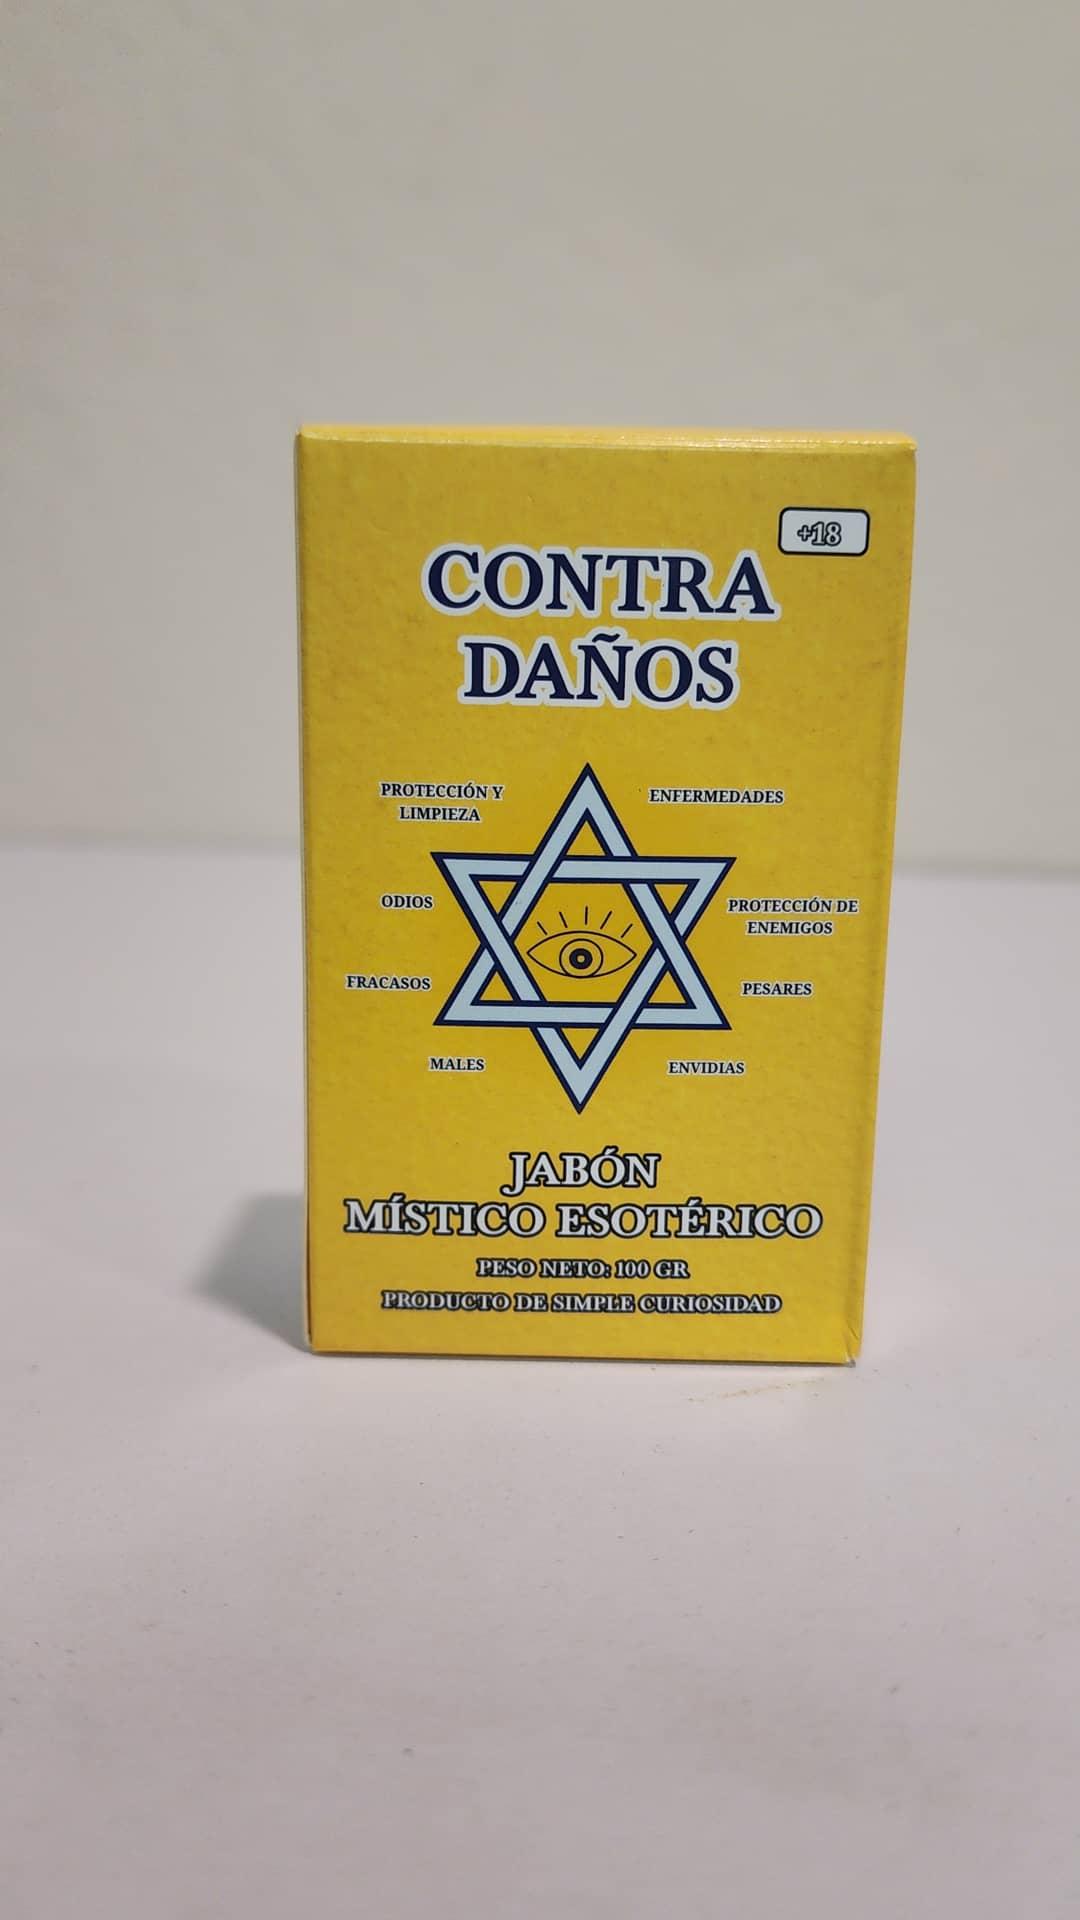 +18
CONTRA
DAÑOS
PROTECCIÓN Y
LIMPIEZA
ENFERMEDADES
ODIOS
PROTECCIÓN DE
ENEMIGOS
FRACASOS
PESARES
MALES
ENVIDIAS
JABÓN
MÍSTICO ESOTÉRICO
PESO NETO: 100 GR
PRODUCTO DE SIMPLE CURIOSIDAD